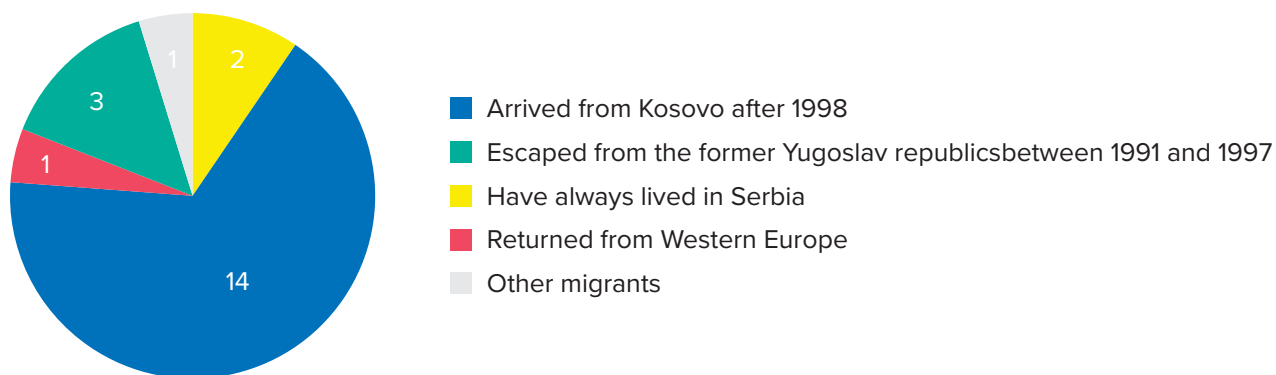 1
2
3
1
14
Arrived from Kosovo after 1998
Escaped from the former Yugoslav republicsbetween 1991 and 1997
Have always lived in Serbia
Returned from Western Europe
Other migrants